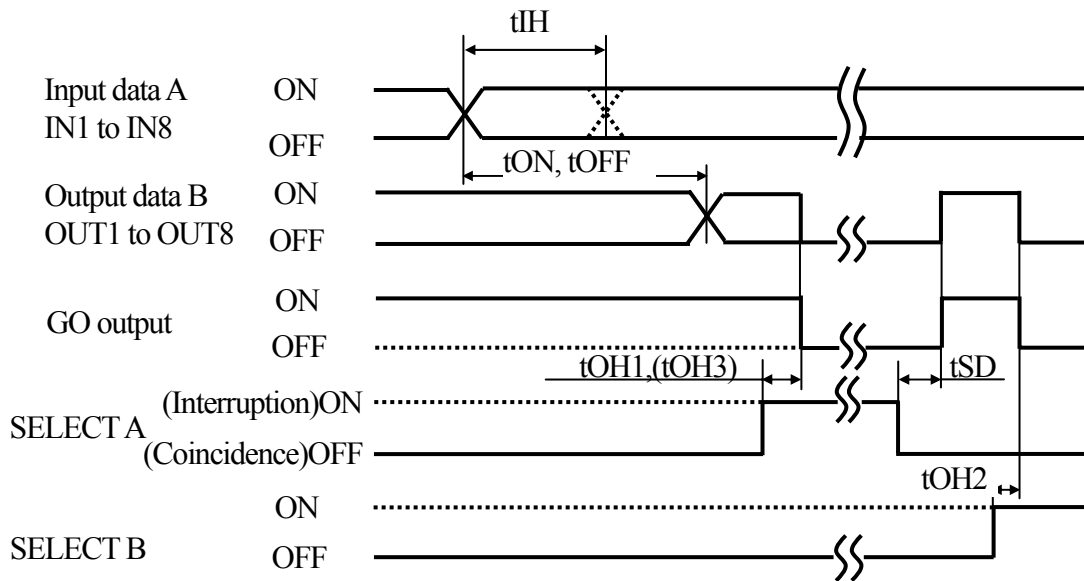 tIH
Input data A ON
IN1 to IN8
OFF
tON, tOFF
Output data B ON
OUT1 to OUT8 OFF
ON
GO output
OFF
tOH1,(tOH3) tSD
(Interruption)ON
SELECT A
(Coincidence)OFF
tOH2
ON
SELECT B OFF